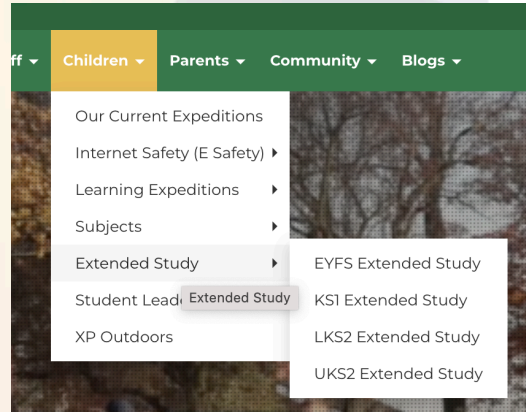 ff
Children
Parents
Community
Blogs
Our Current Expeditions
Internet Safety (E Safety)
Learning Expeditions
Subjects
Extended Study
Student Lead
Extended Study
XP Outdoors
EYFS Extended Study
KS1 Extended Study
LKS2 Extended Study
UKS2 Extended Study